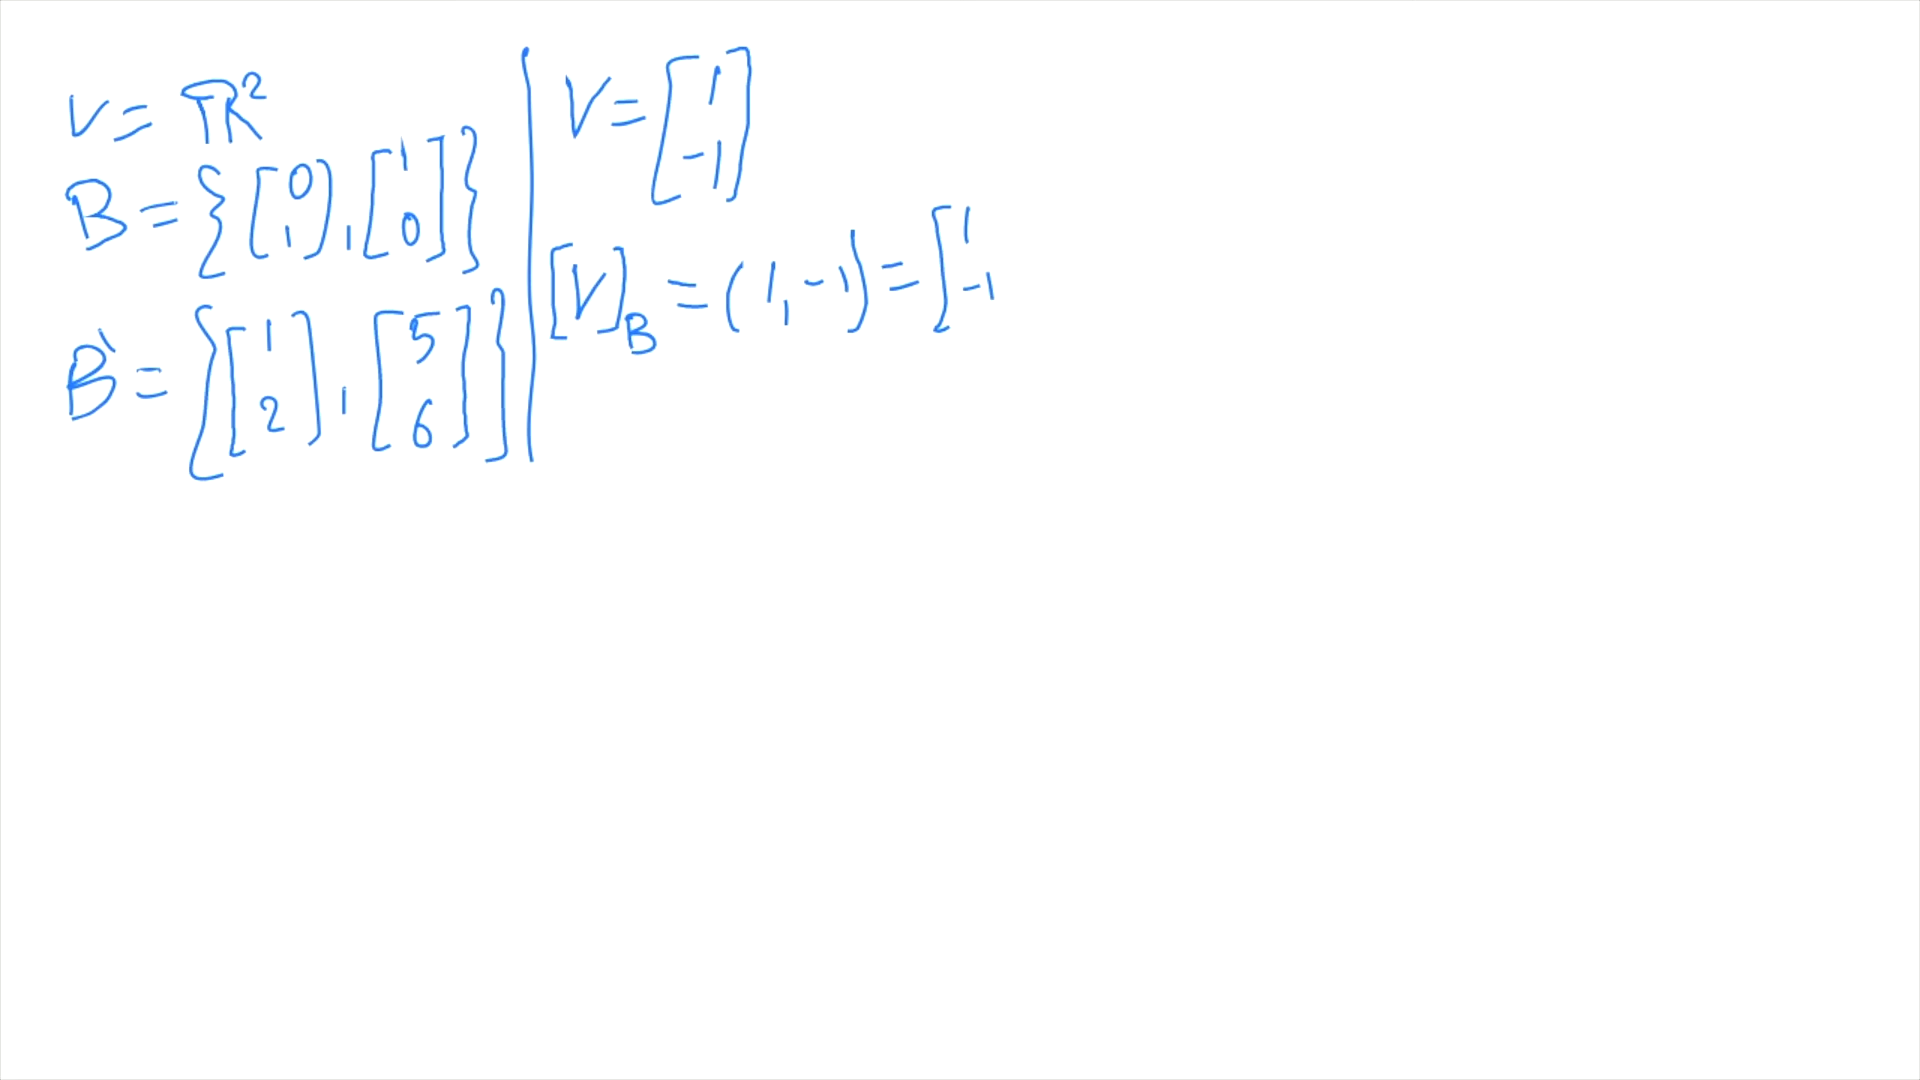 V = ℝ²
B = {[0 1], [1 0]}
B' = {[1 2], [5 6]}
V = [1 -1]
[V]_B = (1, -1) = [1 -1